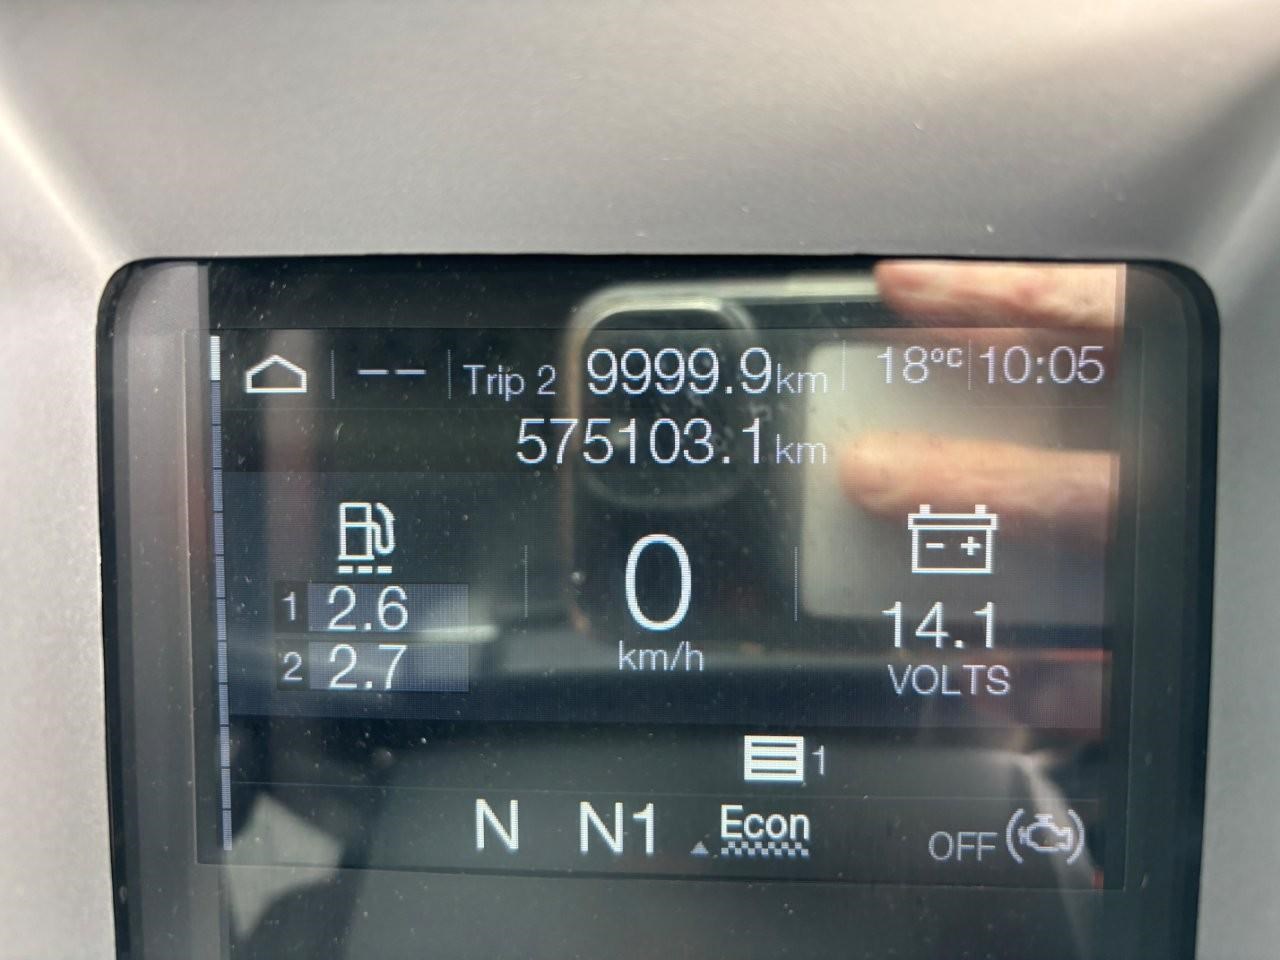 -- Trip 2 9999.9km 18°C 10:05
575103.1km
1 2.6
2 2.7
0
km/h
- +
14.1
VOLTS
1
N N1 Econ OFF